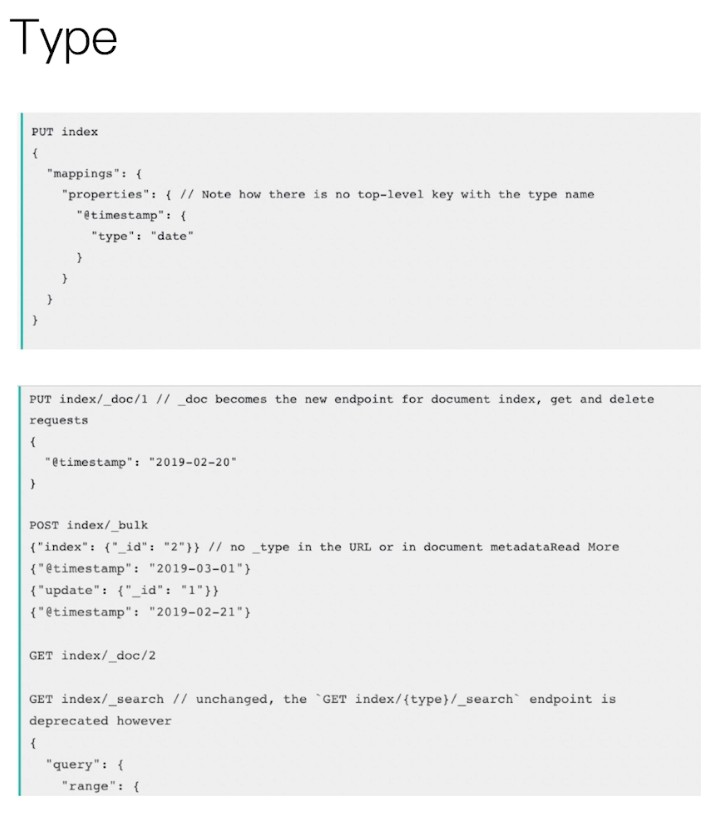 Type
PUT index
{
  "mappings": {
    "properties": { // Note how there is no top-level key with the type name
      "@timestamp": {
        "type": "date"
      }
    }
  }
}
PUT index/_doc/1 // _doc becomes the new endpoint for document index, get and delete
requests
{
  "@timestamp": "2019-02-20"
}
POST index/_bulk
{"index": {"_id": "2"}} // no _type in the URL or in document metadataRead More
{"@timestamp": "2019-03-01"}
{"update": {"_id": "1"}}
{"@timestamp": "2019-02-21"}
GET index/_doc/2
GET index/_search // unchanged, the `GET index/{type}/_search` endpoint is
deprecated however
{
  "query": {
    "range": {